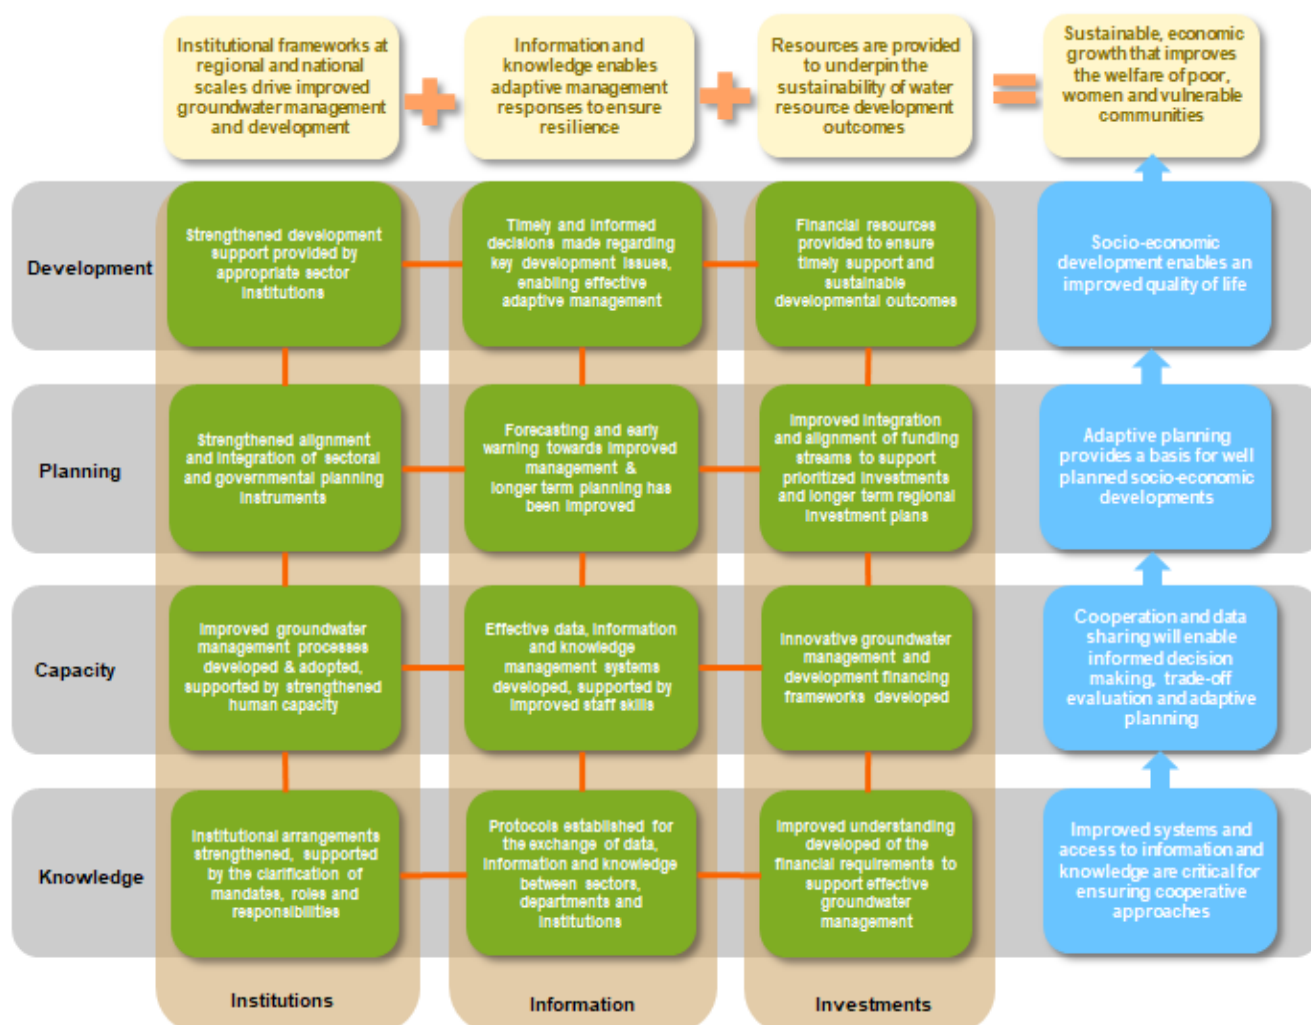 Institutional frameworks at
regional and national
scales drive improved
groundwater management
and development
Information and
knowledge enables
adaptive management
responses to ensure
resilience
Resources are provided
to underpin the
sustainability of water
resource development
outcomes
Sustainable, economic
growth that improves
the welfare of poor,
women and vulnerable
communities
Development
Strengthened development
support provided by
appropriate sector
institutions
Timely and informed
decisions made regarding
key development issues,
enabling effective
adaptive management
Financial resources
provided to ensure
timely support and
sustainable
developmental outcomes
Socio-economic
development enables an
improved quality of life
Planning
Strengthened alignment
and integration of sectoral
and governmental planning
instruments
Forecasting and early
warning towards improved
management &
longer term planning has
been improved
Improved integration
and alignment of funding
streams to support
prioritized investments
and longer term regional
investment plans
Adaptive planning
provides a basis for well
planned socio-economic
developments
Capacity
Improved groundwater
management processes
developed & adopted,
supported by strengthened
human capacity
Effective data, information
and knowledge
management systems
developed, supported by
improved staff skills
Innovative groundwater
management and
development financing
frameworks developed
Cooperation and data
sharing will enable
informed decision
making, trade-off
evaluation and adaptive
planning
Knowledge
Institutional arrangements
strengthened, supported
by the clarification of
mandates, roles and
responsibilities
Protocols established for
the exchange of data,
information and knowledge
between sectors,
departments and
institutions
Improved understanding
developed of the
financial requirements to
support effective
groundwater
management
Improved systems and
access to information and
knowledge are critical for
ensuring cooperative
approaches
Institutions
Information
Investments